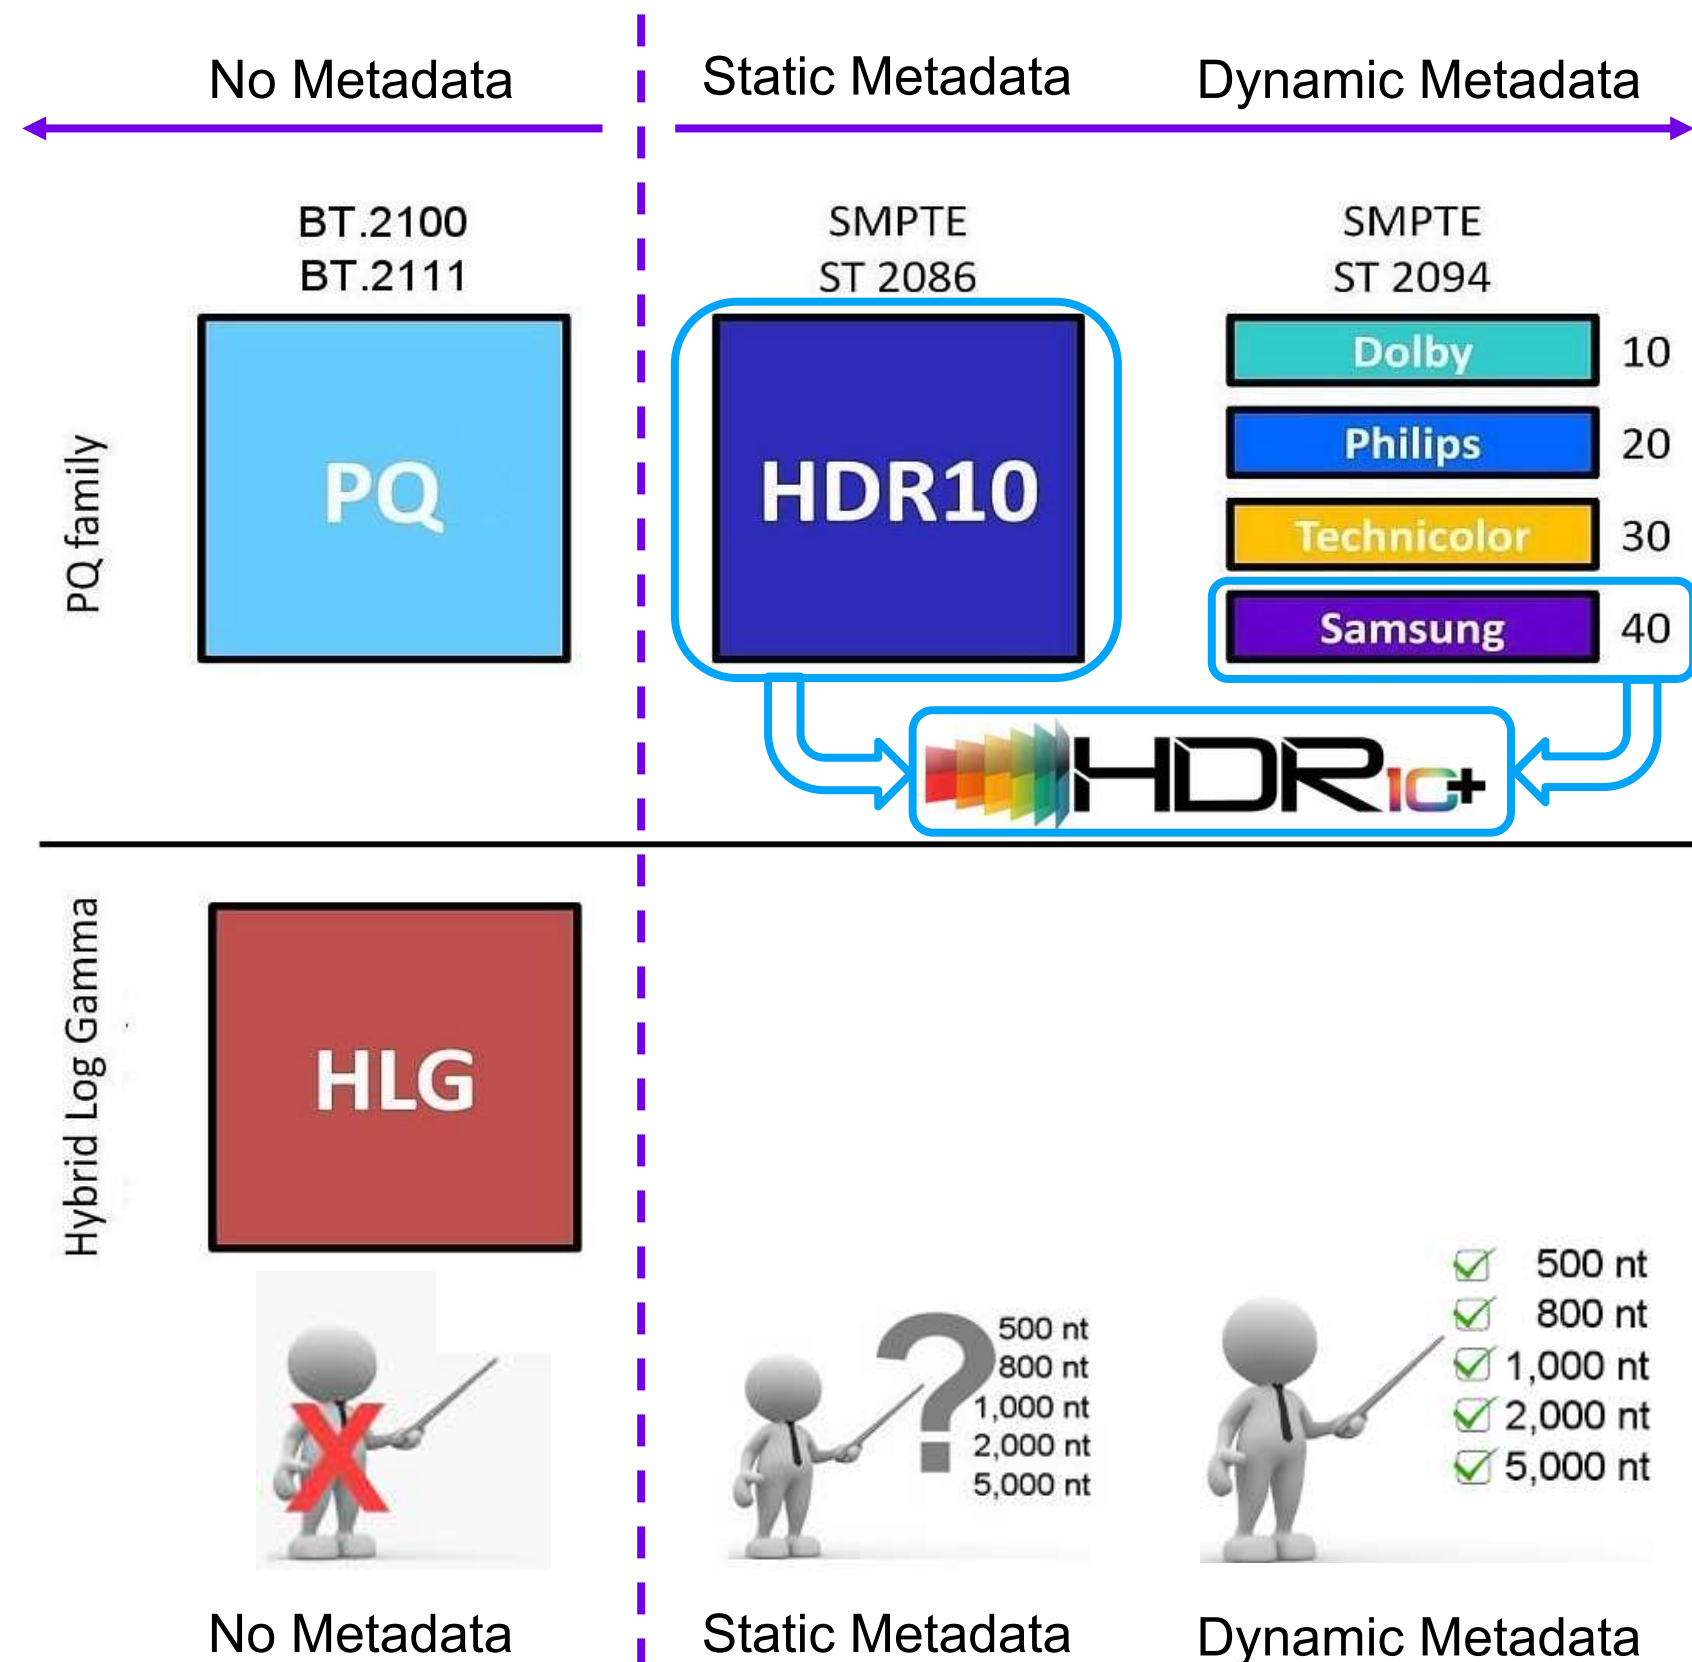 No Metadata
Static Metadata
Dynamic Metadata
BT.2100
BT.2111
SMPTE
ST 2086
SMPTE
ST 2094
PQ family
PQ
HDR10
Dolby
10
Philips
20
Technicolor
30
Samsung
40
HDR10+
Hybrid Log Gamma
HLG
X
?
500 nt
800 nt
1,000 nt
2,000 nt
5,000 nt
500 nt
800 nt
1,000 nt
2,000 nt
5,000 nt
No Metadata
Static Metadata
Dynamic Metadata